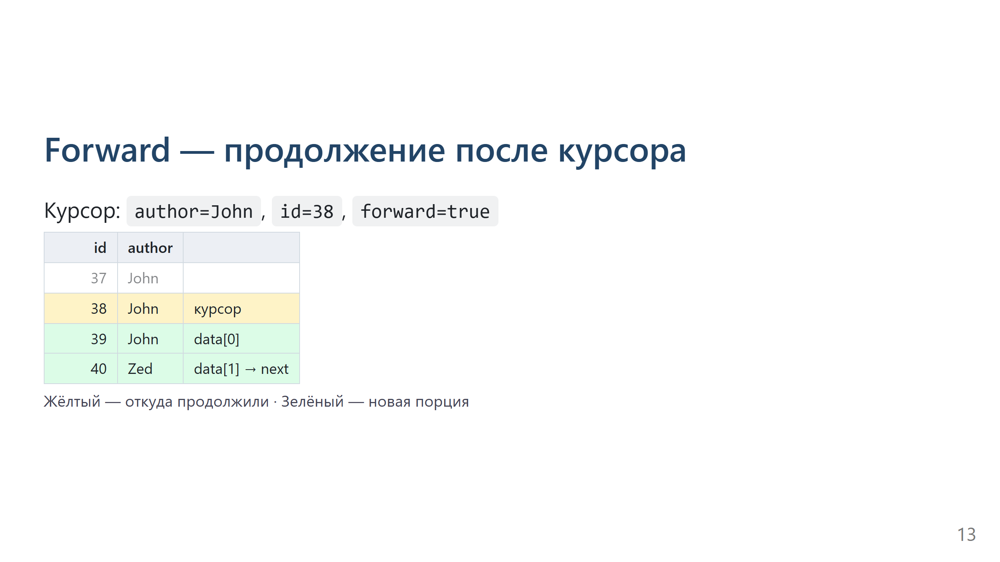 Forward — продолжение после курсора
Курсор: author=John, id=38, forward=true
id author
37 John
38 John курсор
39 John data[0]
40 Zed data[1] → next
Жёлтый — откуда продолжили · Зелёный — новая порция
13